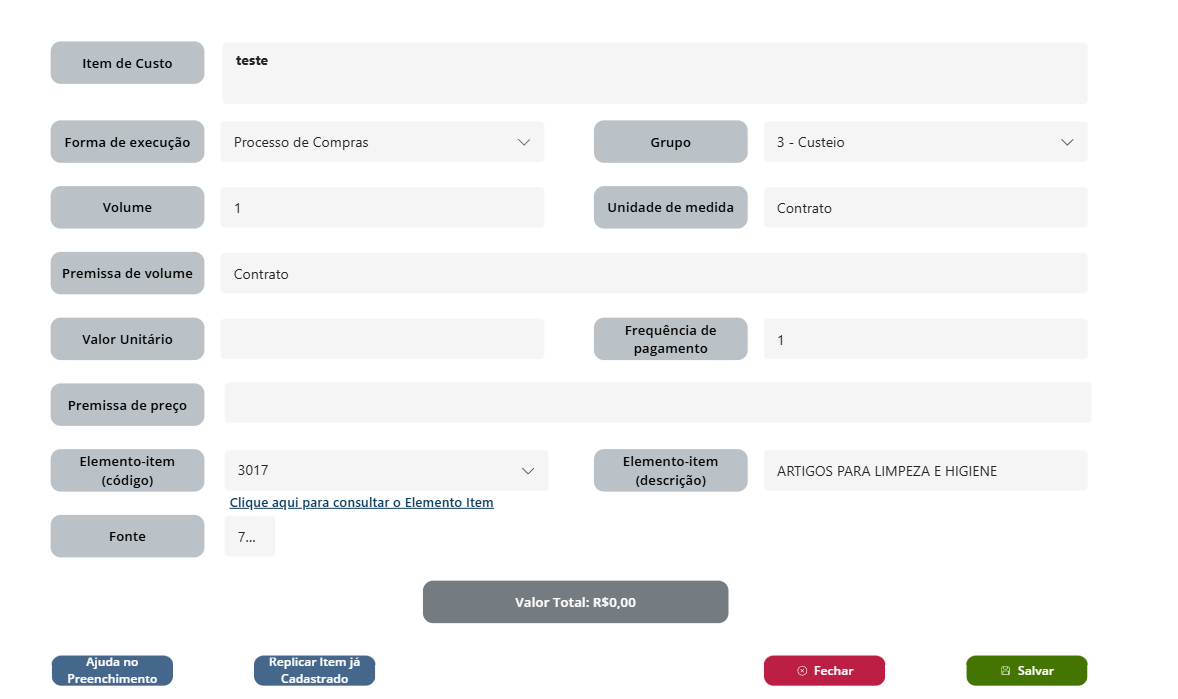 Item de Custo
teste
Forma de execução
Processo de Compras
Grupo
3 - Custeio
Volume
1
Unidade de medida
Contrato
Premissa de volume
Contrato
Valor Unitário
Frequência de
pagamento
1
Premissa de preço
Elemento-item
(código)
3017
Elemento-item
(descrição)
ARTIGOS PARA LIMPEZA E HIGIENE
Clique aqui para consultar o Elemento Item
Fonte
7...
Valor Total: R$0,00
Ajuda no
Preenchimento
Replicar Item já
Cadastrado
Fechar
Salvar